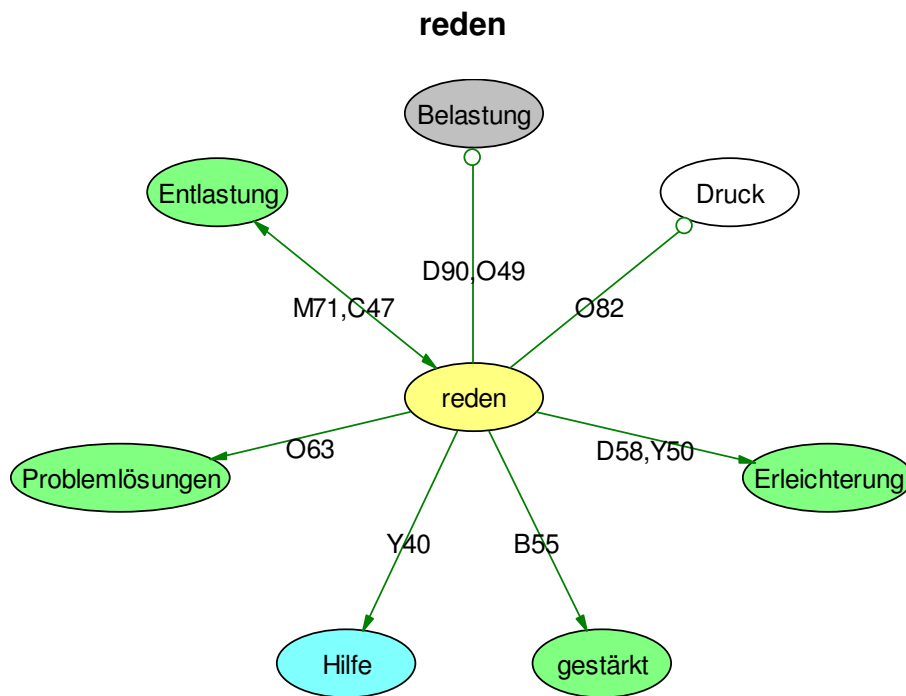 reden
Belastung
Entlastung
Druck
D90,O49
M71,C47
O82
reden
O63
D58,Y50
Problemlösungen
Erleichterung
Y40
B55
Hilfe
gestärkt